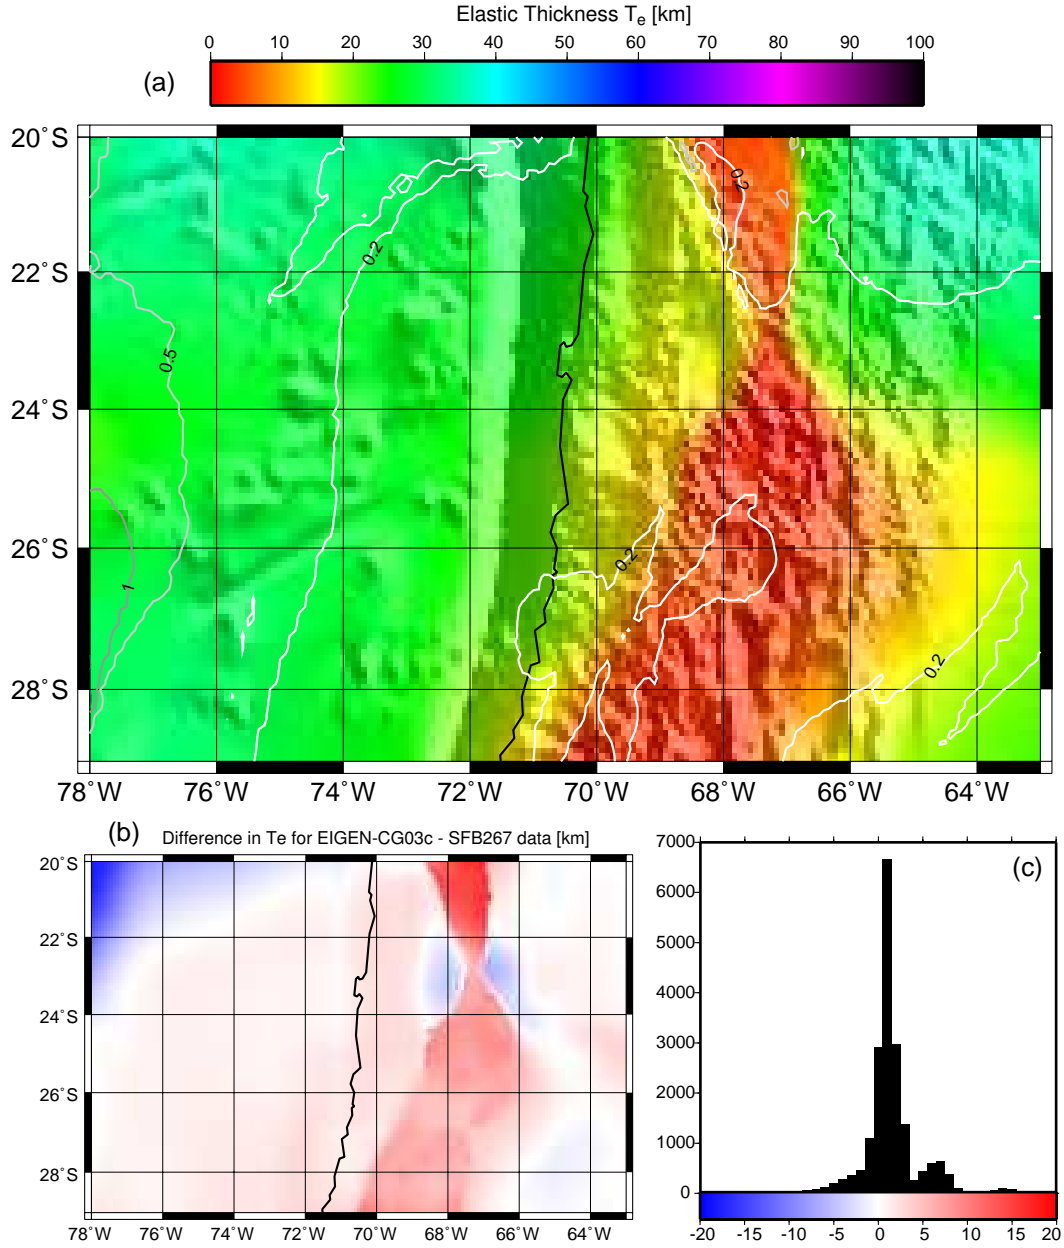 Elastic Thickness Te [km]
0 10 20 30 40 50 60 70 80 90 100
(a)
20˚S
22˚S
24˚S
26˚S
28˚S
0.2
0.2
0.5
0.2
1
0.2
78˚W 76˚W 74˚W 72˚W 70˚W 68˚W 66˚W 64˚W
(b)
Difference in Te for EIGEN-CG03c - SFB267 data [km]
20˚S
22˚S
24˚S
26˚S
28˚S
78˚W 76˚W 74˚W 72˚W 70˚W 68˚W 66˚W 64˚W
(c)
7000
6000
5000
4000
3000
2000
1000
0
-20 -15 -10 -5 0 5 10 15 20